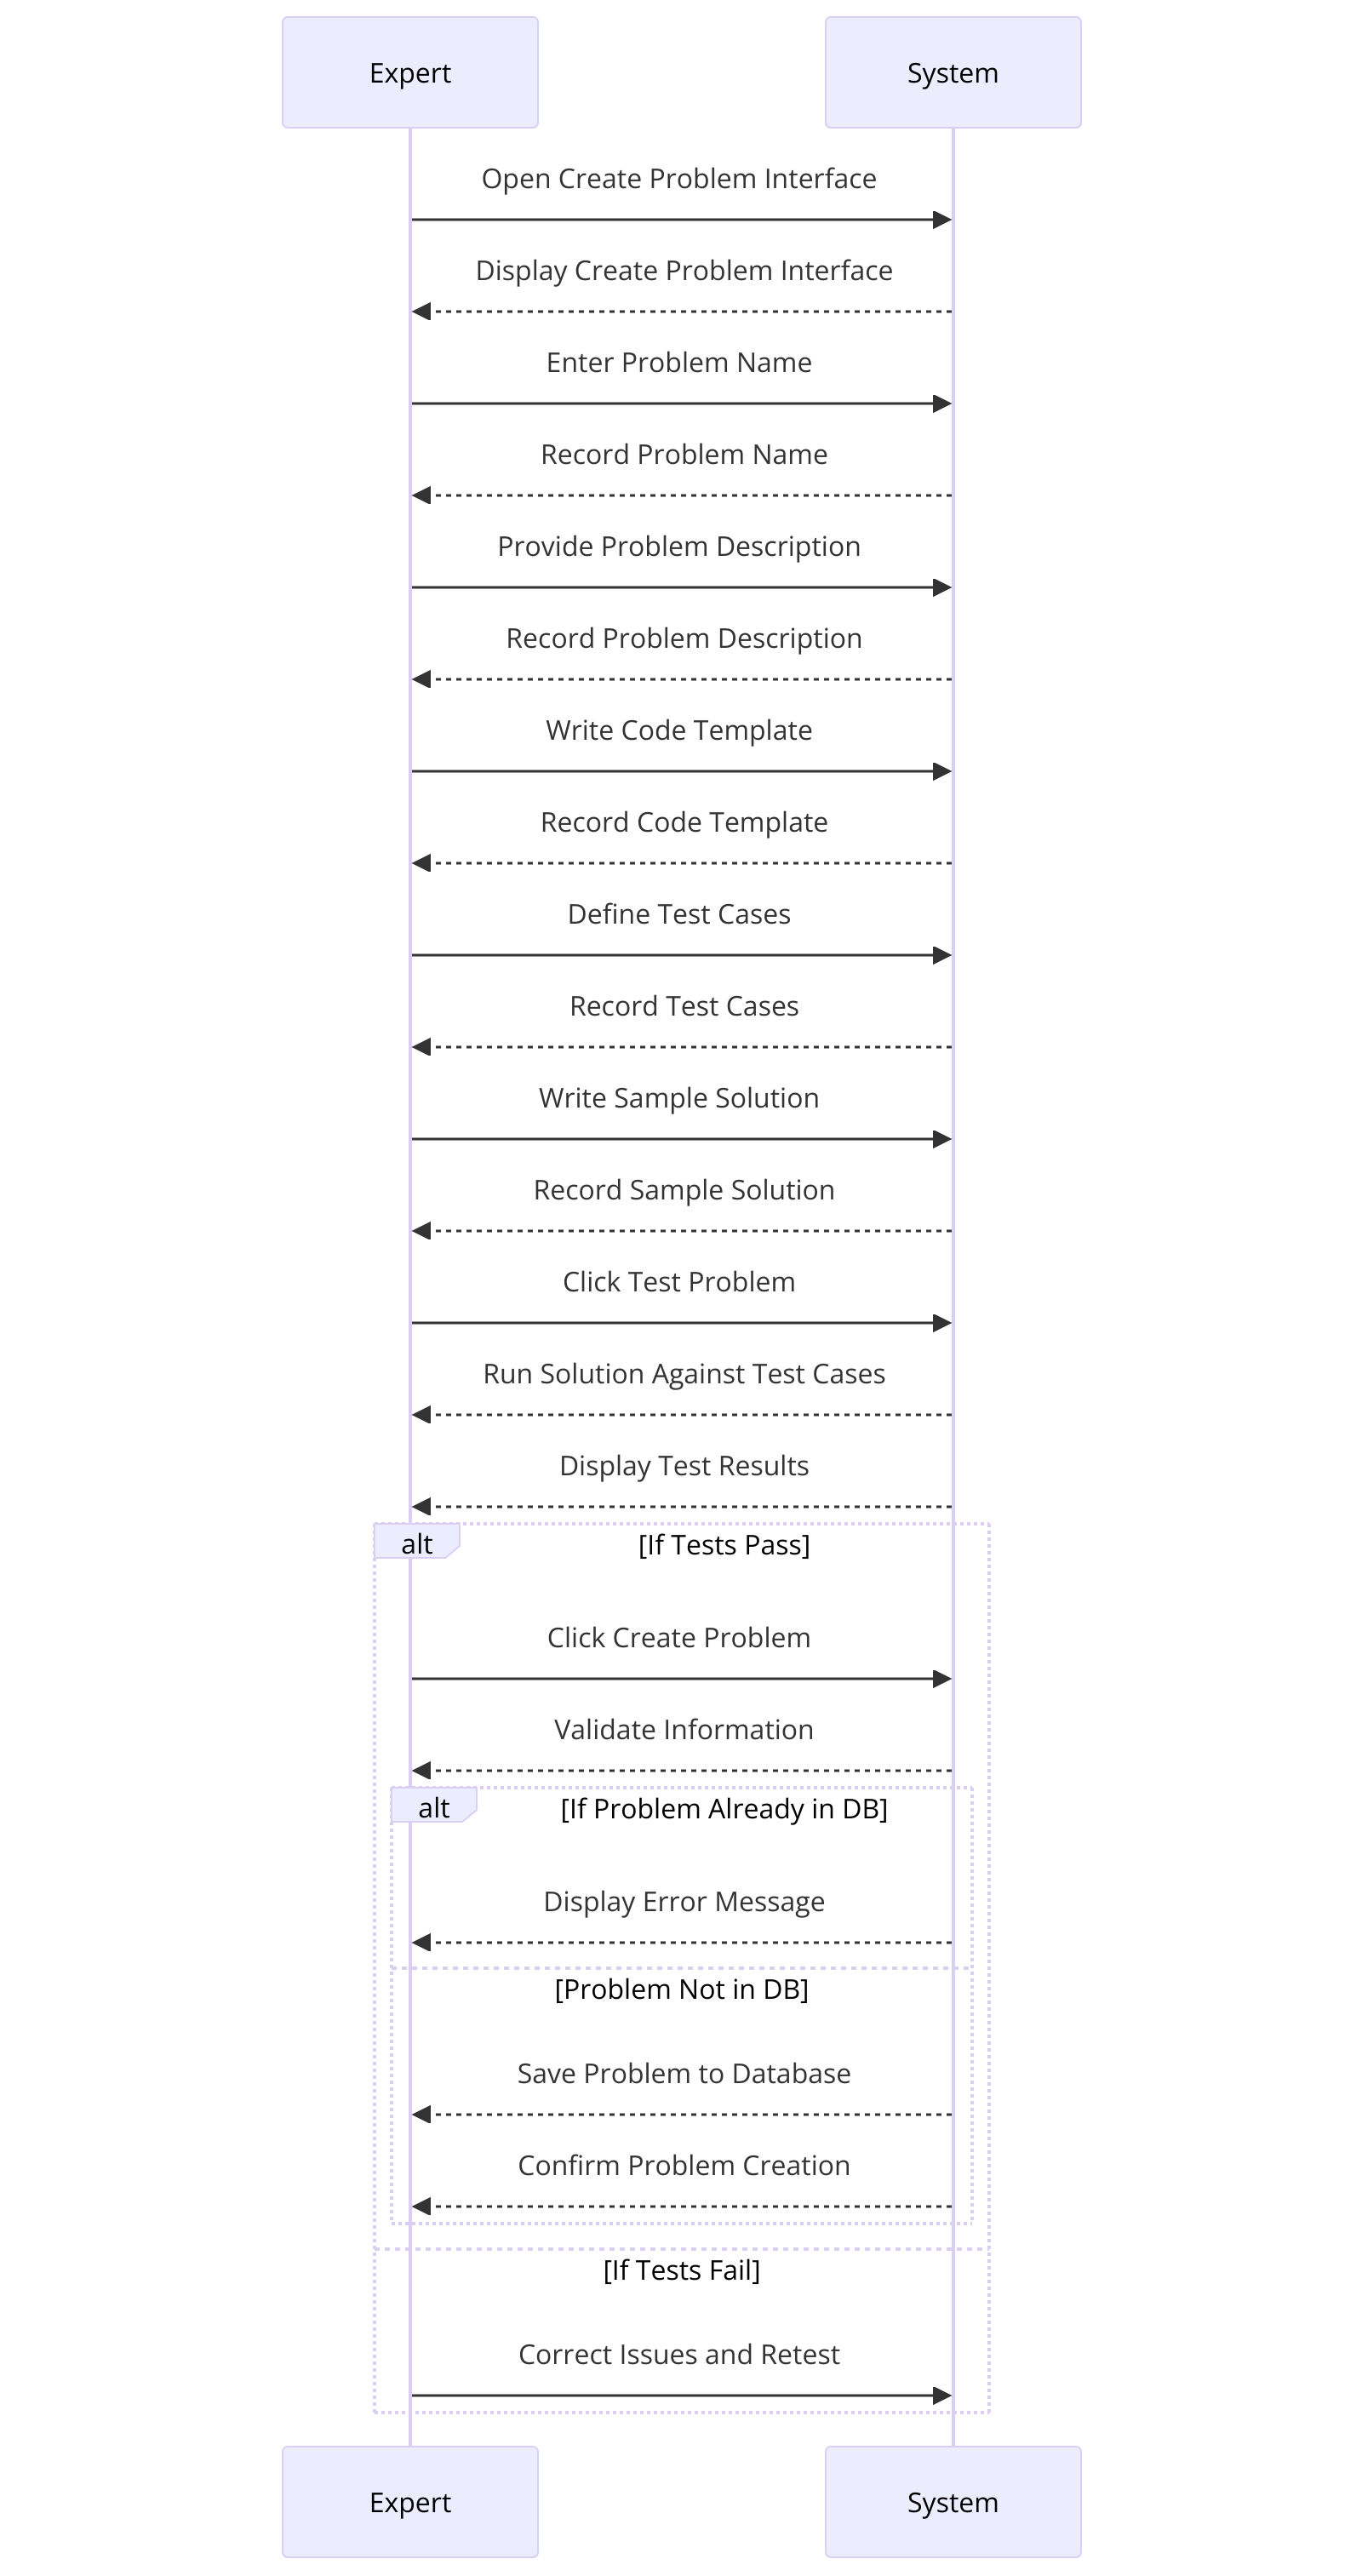 Expert
System
Open Create Problem Interface
Display Create Problem Interface
Enter Problem Name
Record Problem Name
Provide Problem Description
Record Problem Description
Write Code Template
Record Code Template
Define Test Cases
Record Test Cases
Write Sample Solution
Record Sample Solution
Click Test Problem
Run Solution Against Test Cases
Display Test Results
alt
[If Tests Pass]
Click Create Problem
Validate Information
alt
[If Problem Already in DB]
Display Error Message
[Problem Not in DB]
Save Problem to Database
Confirm Problem Creation
[If Tests Fail]
Correct Issues and Retest
Expert
System